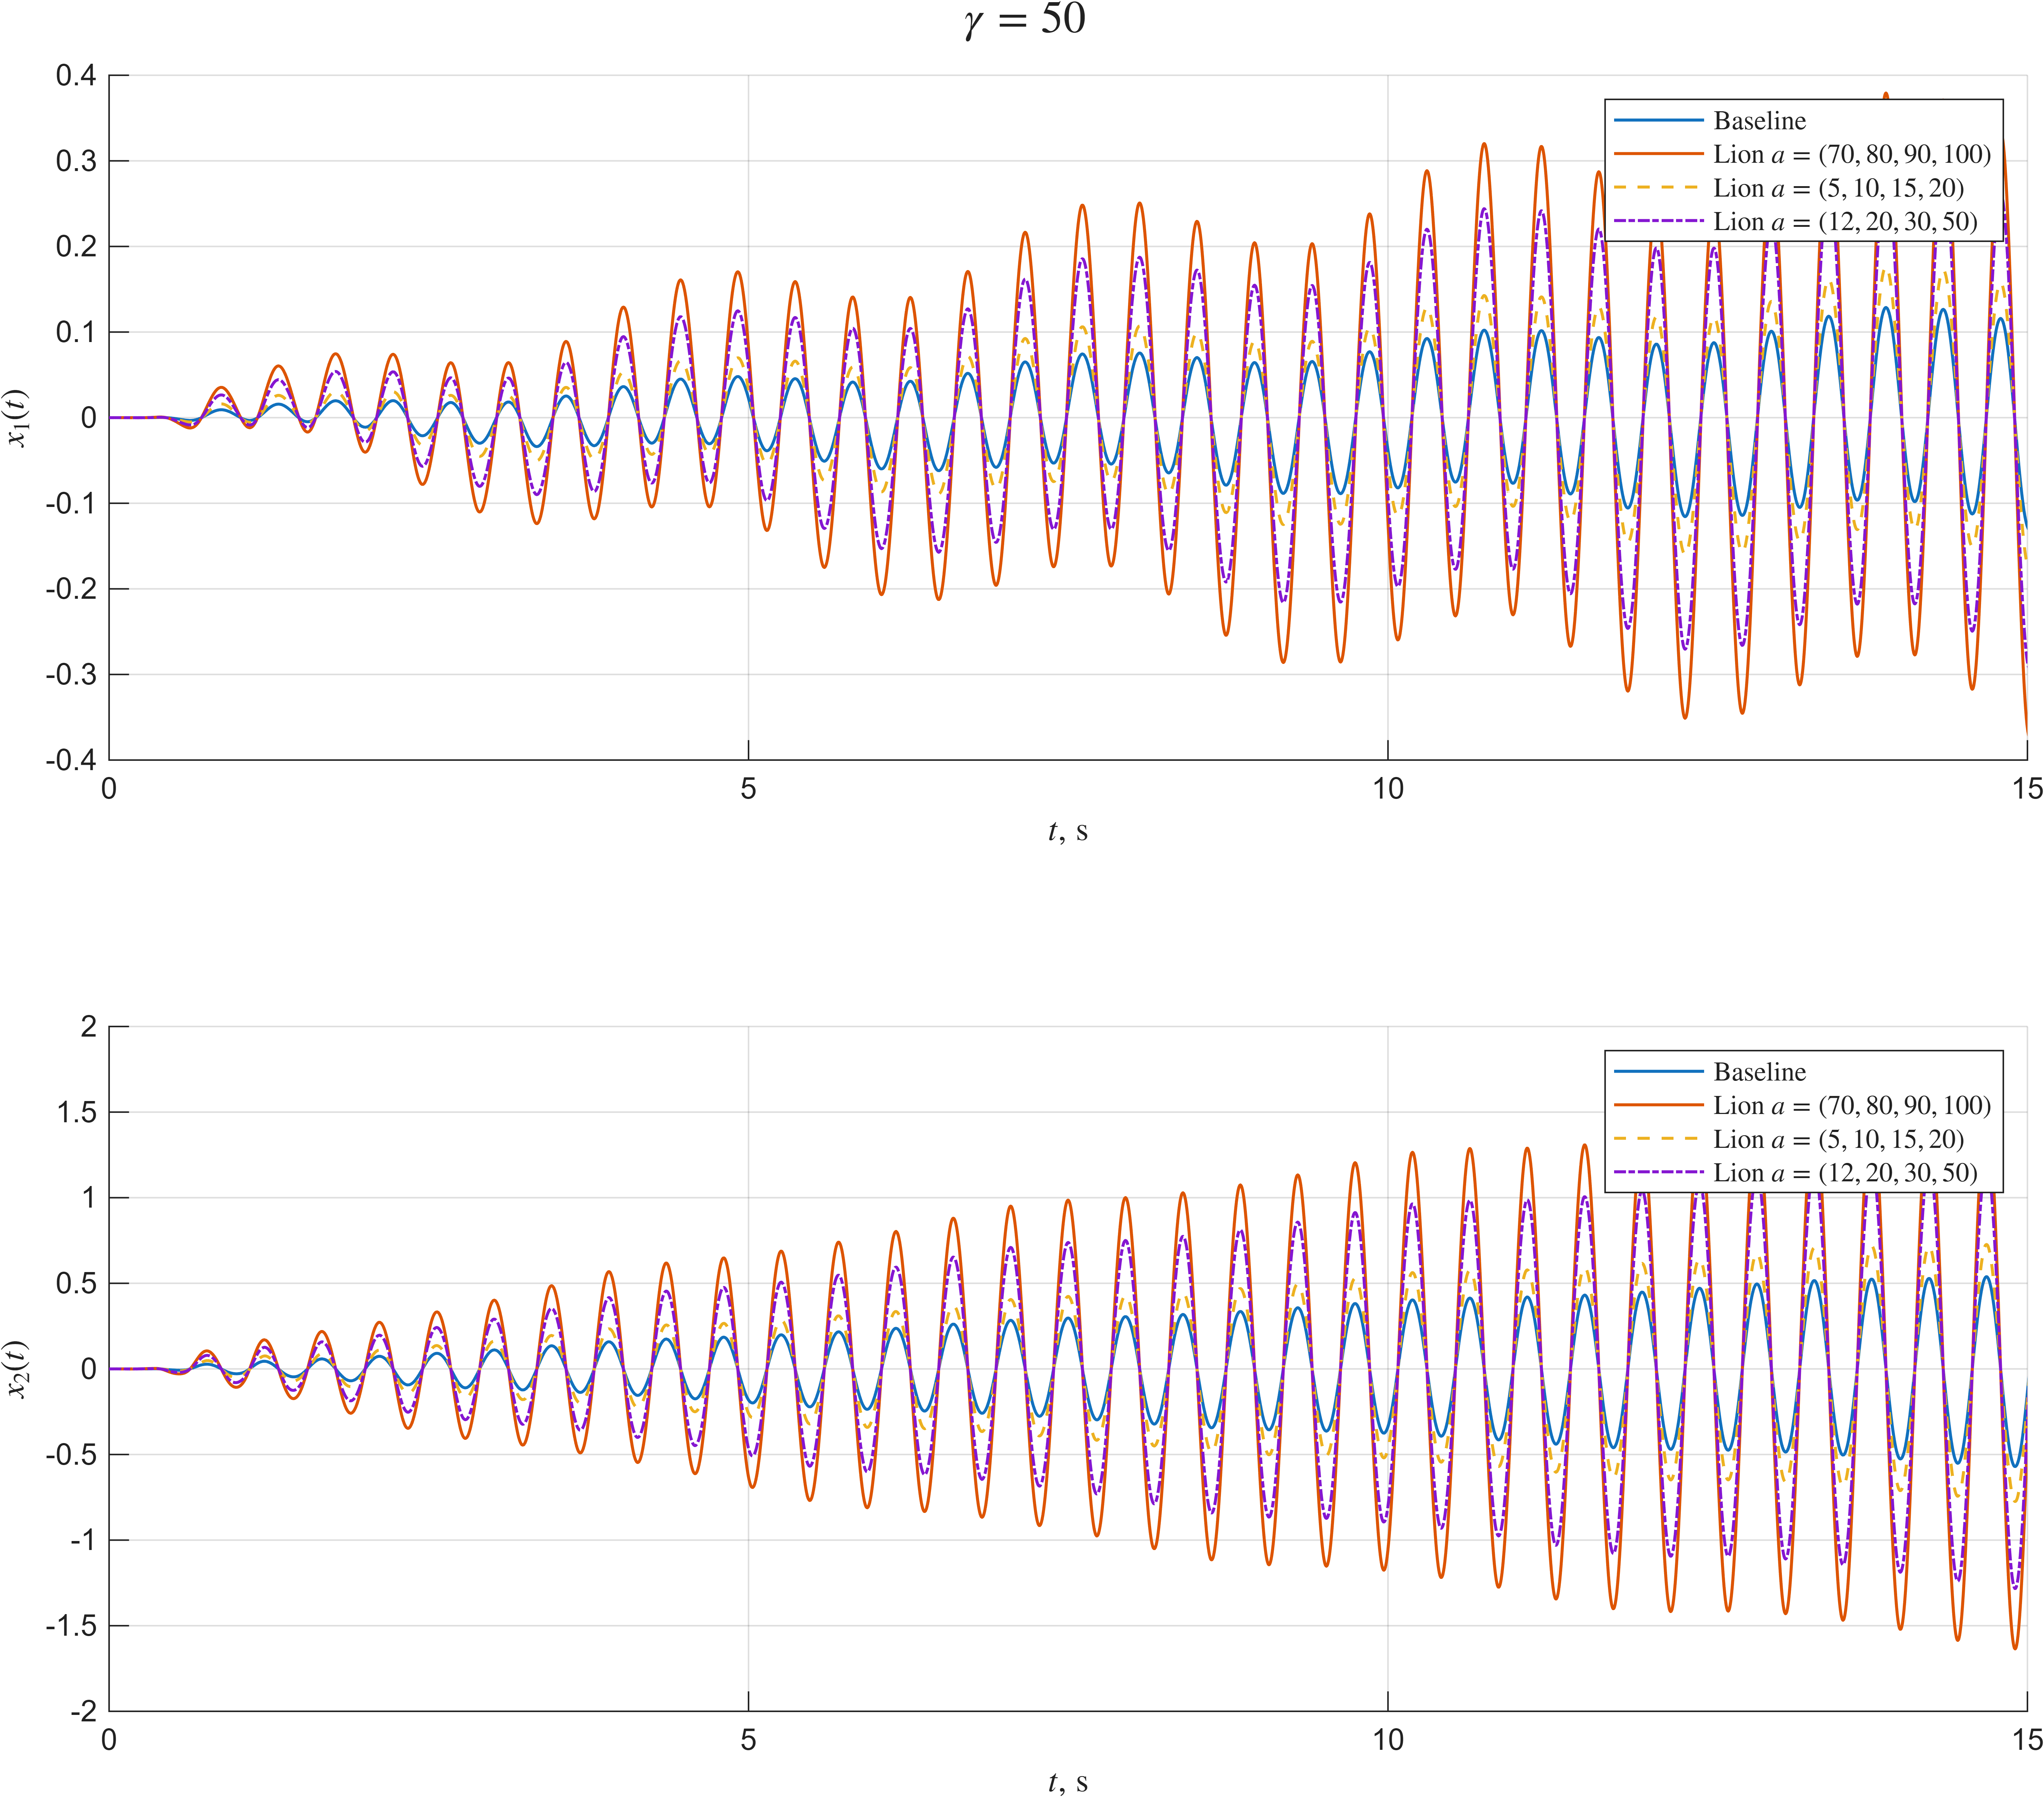 γ = 50
0.4
0.3
0.2
0.1
0
-0.1
-0.2
-0.3
-0.4
x1(t)
Baseline
Lion a = (70, 80, 90, 100)
Lion a = (5, 10, 15, 20)
Lion a = (12, 20, 30, 50)
0 5 10 15
t, s
2
1.5
1
0.5
0
-0.5
-1
-1.5
-2
x2(t)
Baseline
Lion a = (70, 80, 90, 100)
Lion a = (5, 10, 15, 20)
Lion a = (12, 20, 30, 50)
0 5 10 15
t, s